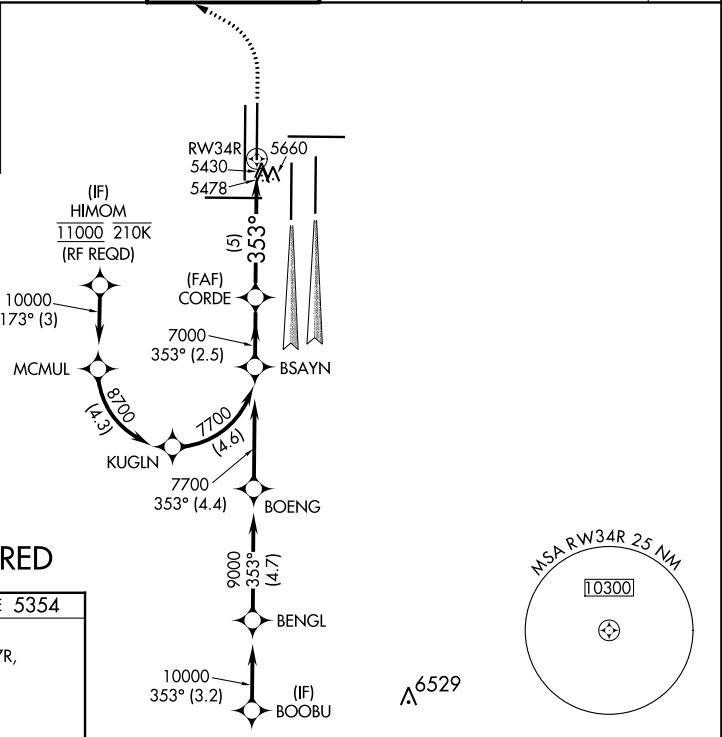 RW34R
5660
5430
5478
(IF)
HIMOM
11000 210K
(RF REQD)
(5)
353°
10000
173° (3)
(FAF)
CORDE
7000
353° (2.5)
MCMUL
BSAYN
8700
(4.3)
7700
(4.6)
KUGLN
7700
353° (4.4)
BOENG
RED
9000
353°
(4.7)
MSA RW34R 25 NM
10300
5354
BENGL
7R,
10000
353° (3.2)
(IF)
BOOBU
6529